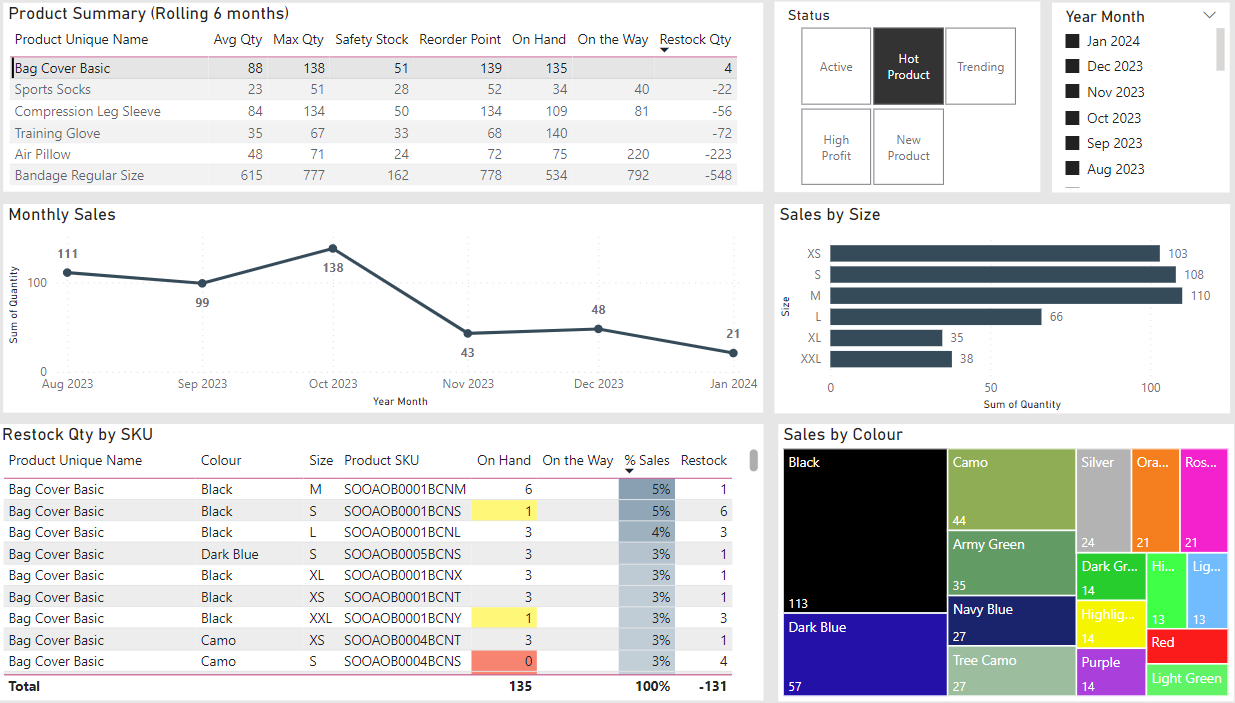 Product Summary (Rolling 6 months)
Product Unique Name Avg Qty Max Qty Safety Stock Reorder Point On Hand On the Way Restock Qty
Bag Cover Basic 88 138 51 139 135 4
Sports Socks 23 51 28 52 34 40 -22
Compression Leg Sleeve 84 134 50 134 109 81 -56
Training Glove 35 67 33 68 140 -72
Air Pillow 48 71 24 72 75 220 -223
Bandage Regular Size 615 777 162 778 534 792 -548
Status
Active
Hot
Product
Trending
High
Profit
New
Product
Year Month
Jan 2024
Dec 2023
Nov 2023
Oct 2023
Sep 2023
Aug 2023
Monthly Sales
Sum of Quantity
100
0
111
99
138
43
48
21
Aug 2023 Sep 2023 Oct 2023 Nov 2023 Dec 2023 Jan 2024
Year Month
Sales by Size
Size
XS 103
S 108
M 110
L 66
XL 35
XXL 38
0 50 100
Sum of Quantity
Restock Qty by SKU
Product Unique Name Colour Size Product SKU On Hand On the Way % Sales Restock
Bag Cover Basic Black M SOOAOB0001BCNM 6 5% 1
Bag Cover Basic Black S SOOAOB0001BCNS 1 5% 6
Bag Cover Basic Black L SOOAOB0001BCNL 3 4% 3
Bag Cover Basic Dark Blue S SOOAOB0005BCNS 3 3% 1
Bag Cover Basic Black XL SOOAOB0001BCNX 3 3% 1
Bag Cover Basic Black XS SOOAOB0001BCNT 3 3% 1
Bag Cover Basic Black XXL SOOAOB0001BCNY 1 3% 3
Bag Cover Basic Camo XS SOOAOB0004BCNT 3 3% 1
Bag Cover Basic Camo S SOOAOB0004BCNS 0 3% 4
Total 135 100% -131
Sales by Colour
Black
113
Dark Blue
57
Camo
44
Army Green
35
Navy Blue
27
Tree Camo
27
Silver
24
Ora...
21
Ros...
21
Dark Gr...
14
Highlig...
14
Purple
14
Hi...
13
Lig...
13
Red
Light Green